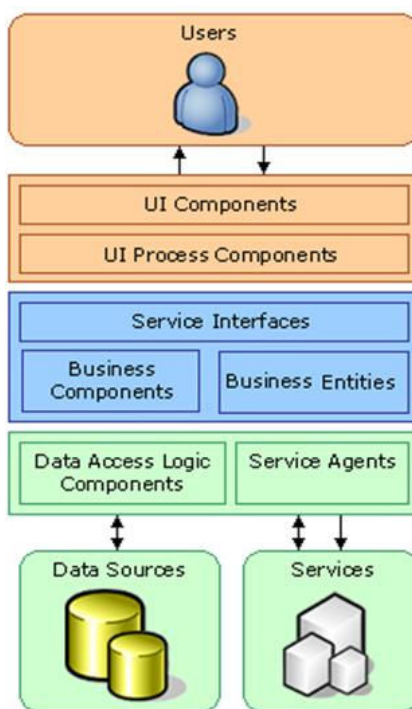 Users
UI Components
UI Process Components
Service Interfaces
Business
Components
Business Entities
Data Access Logic
Components
Service Agents
Data Sources
Services